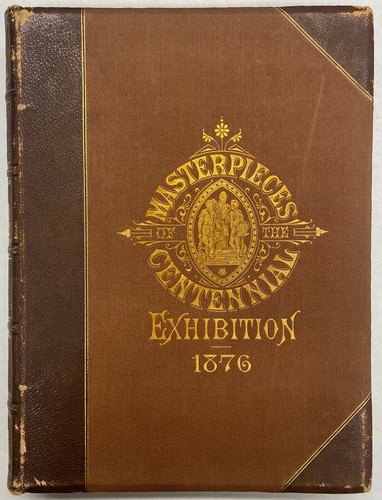 MASTERPIECES
OF THE
CENTENNIAL
EXHIBITION
1876